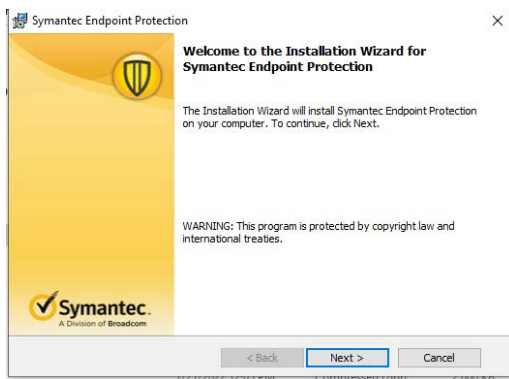 Symantec Endpoint Protection
Welcome to the Installation Wizard for
Symantec Endpoint Protection
The Installation Wizard will install Symantec Endpoint Protection
on your computer. To continue, click Next.
WARNING: This program is protected by copyright law and
international treaties.
Symantec.
A Division of Broadcom
< Back
Next >
Cancel